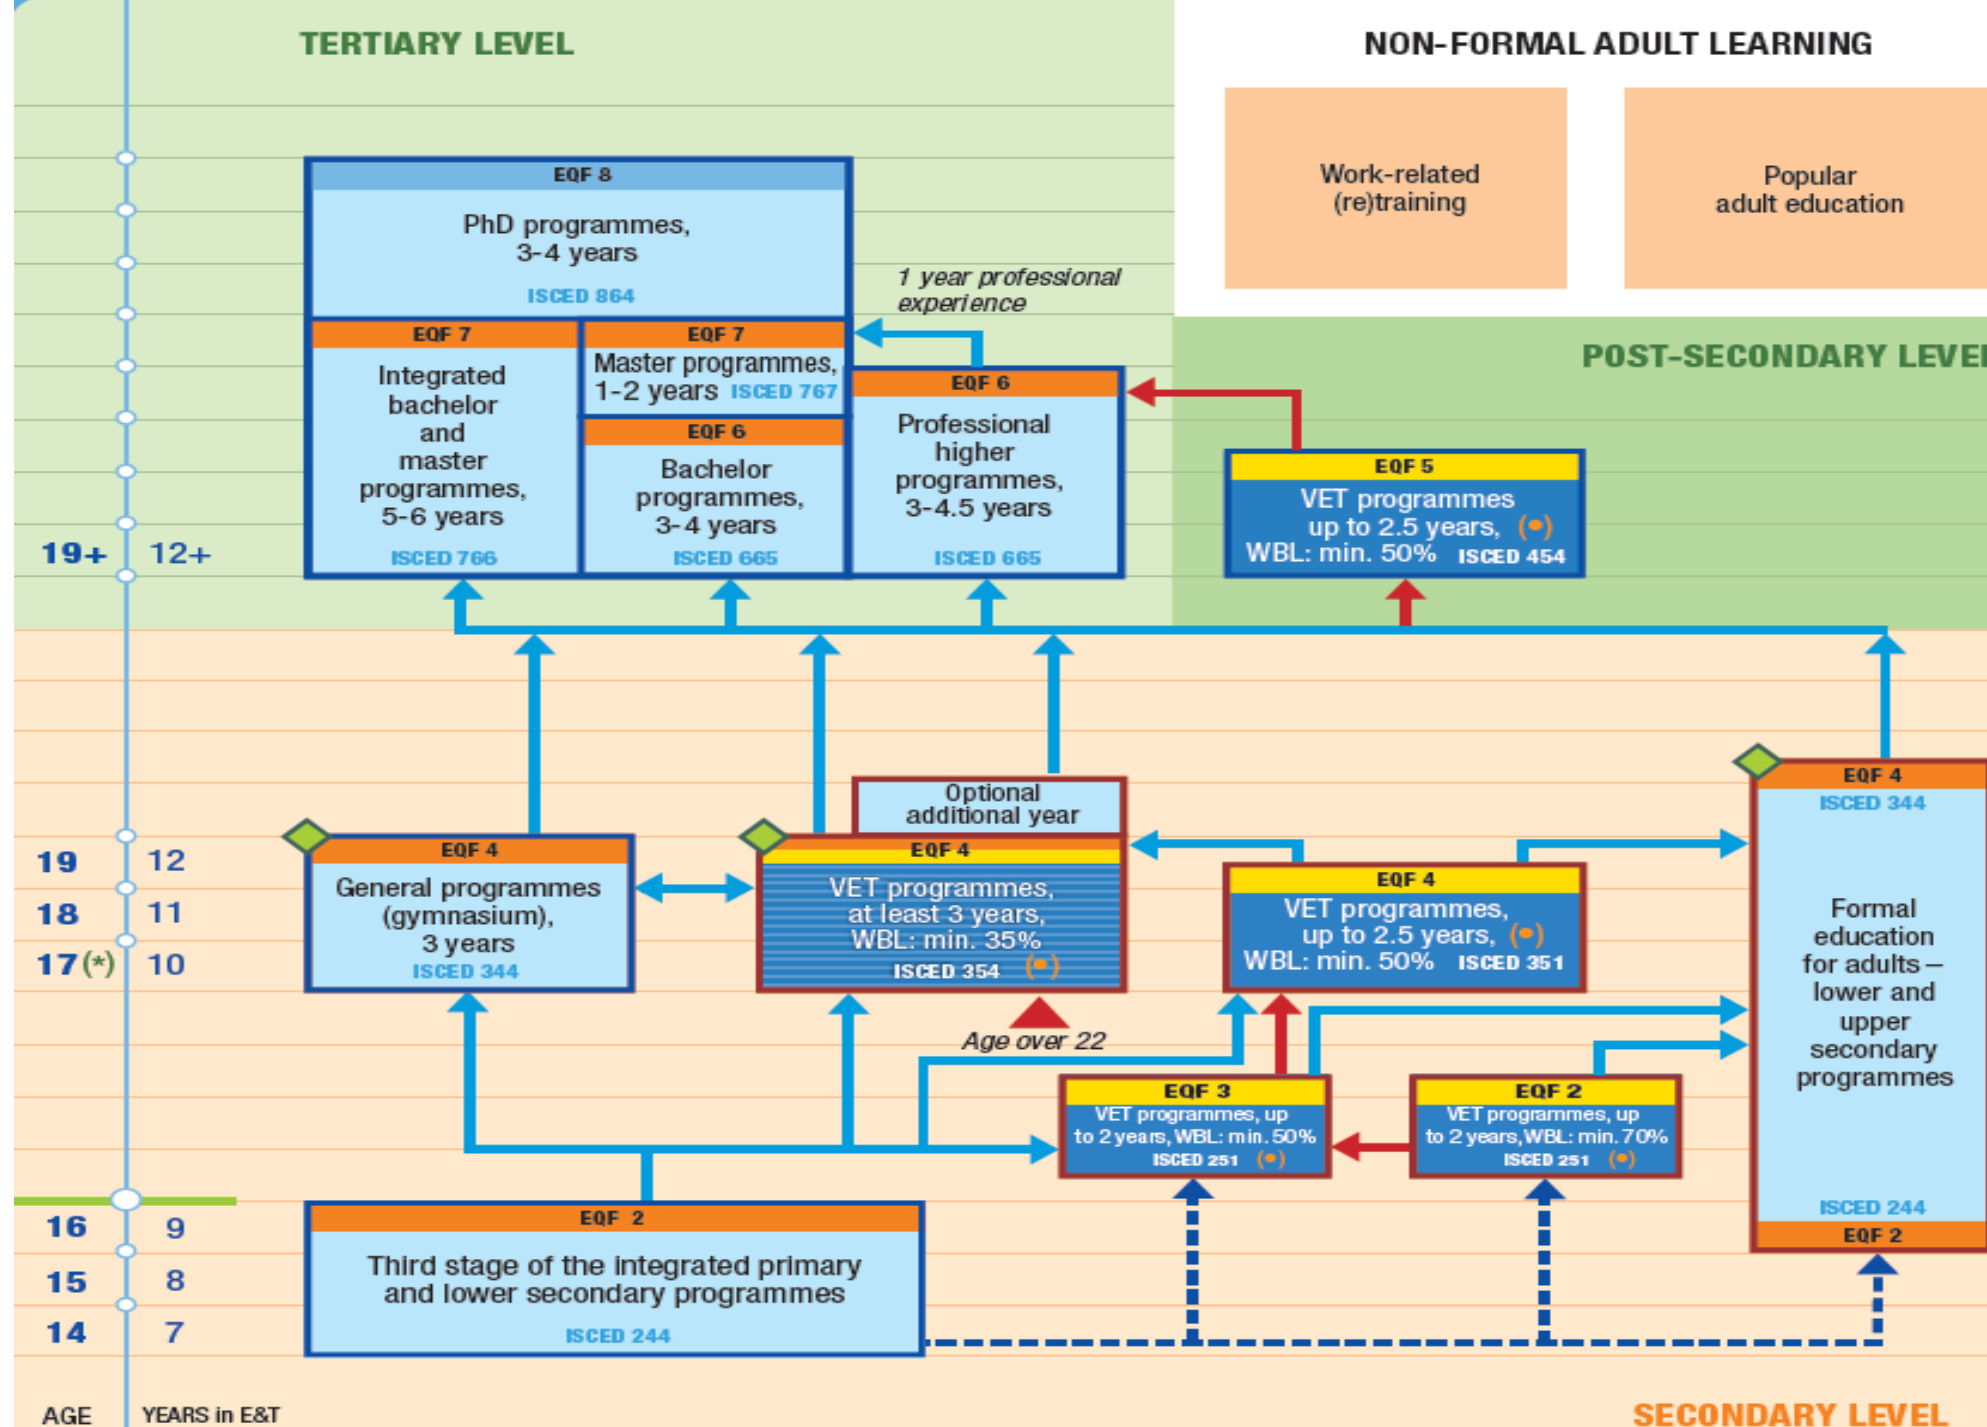 TERTIARY LEVEL
NON-FORMAL ADULT LEARNING
Work-related
(re)training
Popular
adult education
EQF 8
PhD programmes,
3-4 years
ISCED 864
1 year professional
experience
POST-SECONDARY LEVEL
EQF 7
Integrated
bachelor
and
master
programmes,
5-6 years
ISCED 766
EQF 7
Master programmes,
1-2 years ISCED 767
EQF 6
Bachelor
programmes,
3-4 years
ISCED 665
EQF 6
Professional
higher
programmes,
3-4.5 years
ISCED 665
EQF 5
VET programmes
up to 2.5 years, (•)
WBL: min. 50% ISCED 454
19+ 12+
Optional
additional year
EQF 4
General programmes
(gymnasium),
3 years
ISCED 344
EQF 4
VET programmes,
at least 3 years,
WBL: min. 35%
ISCED 354 (•)
Age over 22
EQF 4
VET programmes,
up to 2.5 years, (•)
WBL: min. 50% ISCED 351
EQF 4
ISCED 344
Formal
education
for adults –
lower and
upper
secondary
programmes
ISCED 244
EQF 2
19 12
18 11
17(*) 10
EQF 3
VET programmes, up
to 2 years, WBL: min. 50%
ISCED 251 (•)
EQF 2
VET programmes, up
to 2 years, WBL: min. 70%
ISCED 251 (•)
16 9
15 8
14 7
EQF 2
Third stage of the integrated primary
and lower secondary programmes
ISCED 244
AGE YEARS in E&T
SECONDARY LEVEL